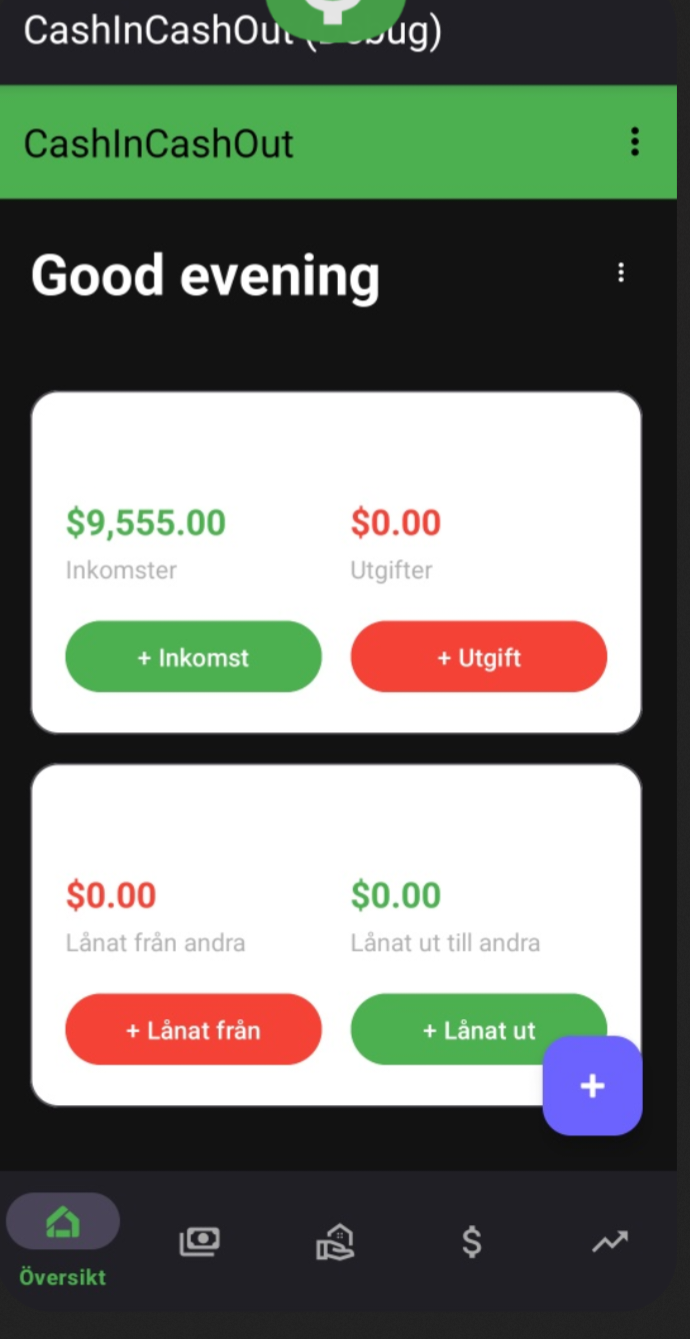 CashInCashOut (Debug)
CashInCashOut
Good evening
$9,555.00 $0.00
Inkomster Utgifter
+ Inkomst + Utgift
$0.00 $0.00
Lånat från andra Lånat ut till andra
+ Lånat från + Lånat ut
+
Översikt
$